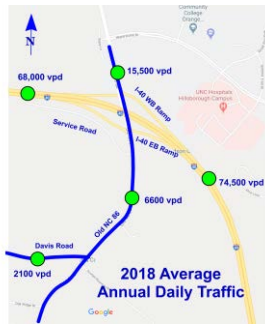 Community
College Orange
N
68,000 vpd
15,500 vpd
I-40 WB Ramp
UNC Hospitals
Hillsborough Campus
Service Road
I-40 EB Ramp
74,500 vpd
Old NC 86
6600 vpd
Davis Road
2100 vpd
2018 Average
Annual Daily Traffic
Google